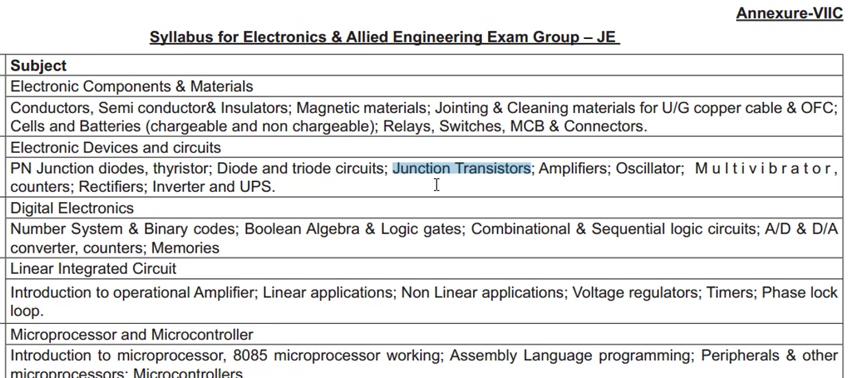 Annexure-VIIC
Syllabus for Electronics & Allied Engineering Exam Group – JE
Subject
Electronic Components & Materials
Conductors, Semi conductor& Insulators; Magnetic materials; Jointing & Cleaning materials for U/G copper cable & OFC;
Cells and Batteries (chargeable and non chargeable); Relays, Switches, MCB & Connectors.
Electronic Devices and circuits
PN Junction diodes, thyristor; Diode and triode circuits; Junction Transistors; Amplifiers; Oscillator; M u l t i v i b r a t o r ,
counters; Rectifiers; Inverter and UPS.
Digital Electronics
Number System & Binary codes; Boolean Algebra & Logic gates; Combinational & Sequential logic circuits; A/D & D/A
converter, counters; Memories
Linear Integrated Circuit
Introduction to operational Amplifier; Linear applications; Non Linear applications; Voltage regulators; Timers; Phase lock
loop.
Microprocessor and Microcontroller
Introduction to microprocessor, 8085 microprocessor working; Assembly Language programming; Peripherals & other
microprocessors; Microcontrollers